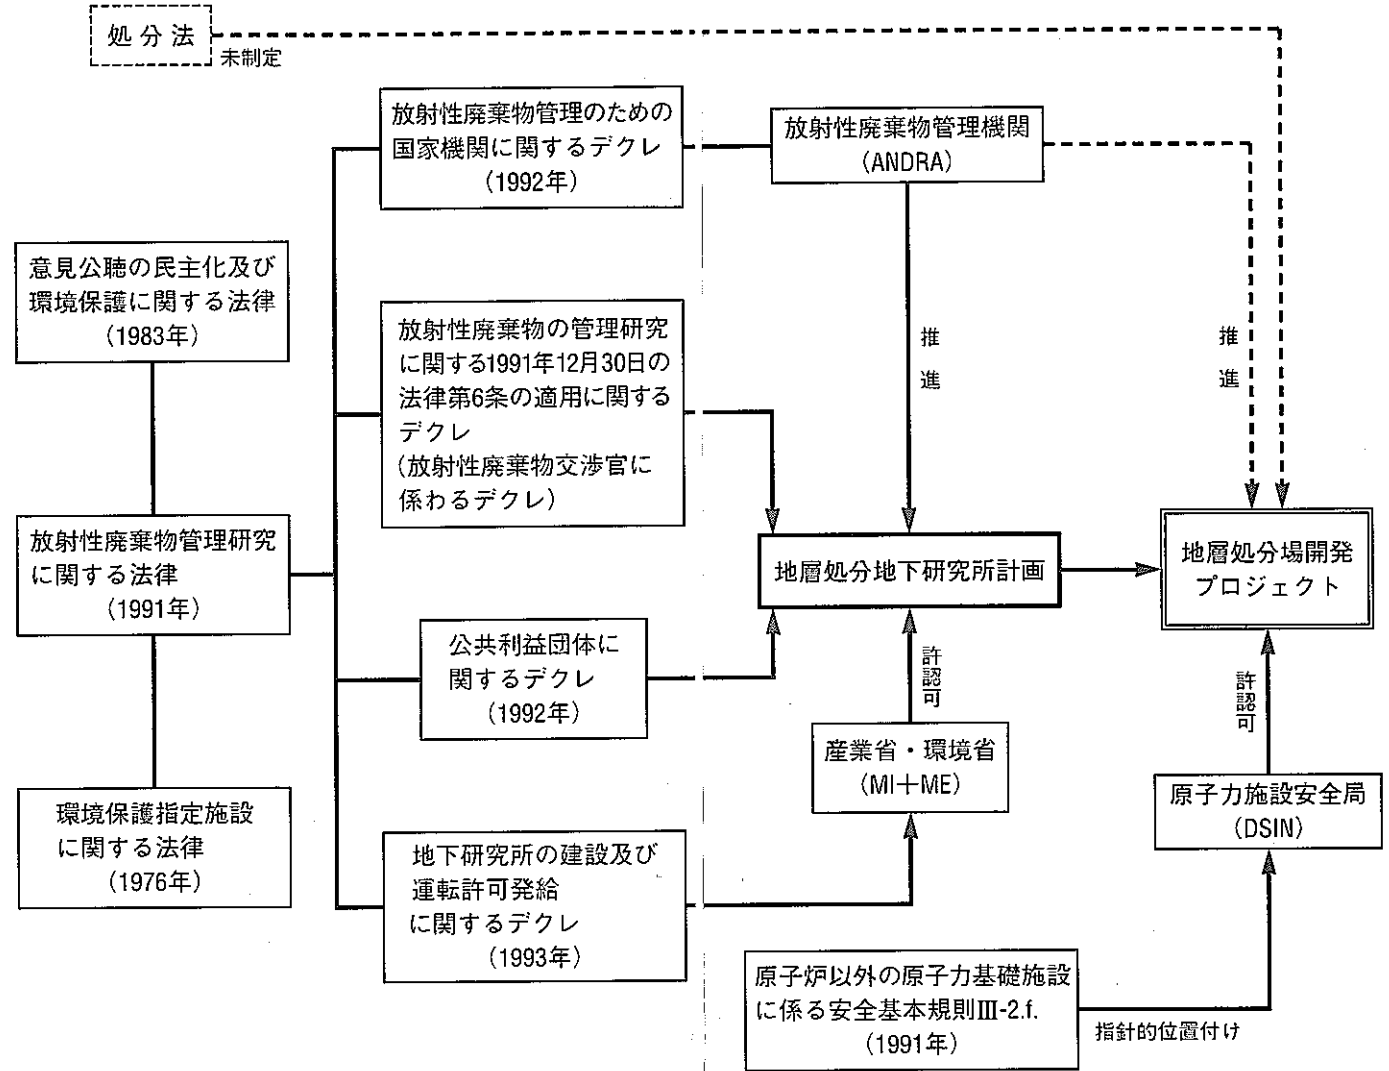 処分法
未制定
放射性廃棄物管理のための
国家機関に関するデクレ
(1992年)
放射性廃棄物管理機関
(ANDRA)
意見公聴の民主化及び
環境保護に関する法律
(1983年)
放射性廃棄物の管理研究
に関する1991年12月30日の
法律第6条の適用に関する
デクレ
(放射性廃棄物交渉官に
係わるデクレ)
推進
推進
放射性廃棄物管理研究
に関する法律
(1991年)
地層処分地下研究所計画
地層処分場開発
プロジェクト
公共利益団体に
関するデクレ
(1992年)
許認可
許認可
産業省・環境省
(MI+ME)
原子力施設安全局
(DSIN)
環境保護指定施設
に関する法律
(1976年)
地下研究所の建設及び
運転許可発給
に関するデクレ
(1993年)
原子炉以外の原子力基礎施設
に係る安全基本規則Ⅲ-2.f.
(1991年)
指針的位置付け